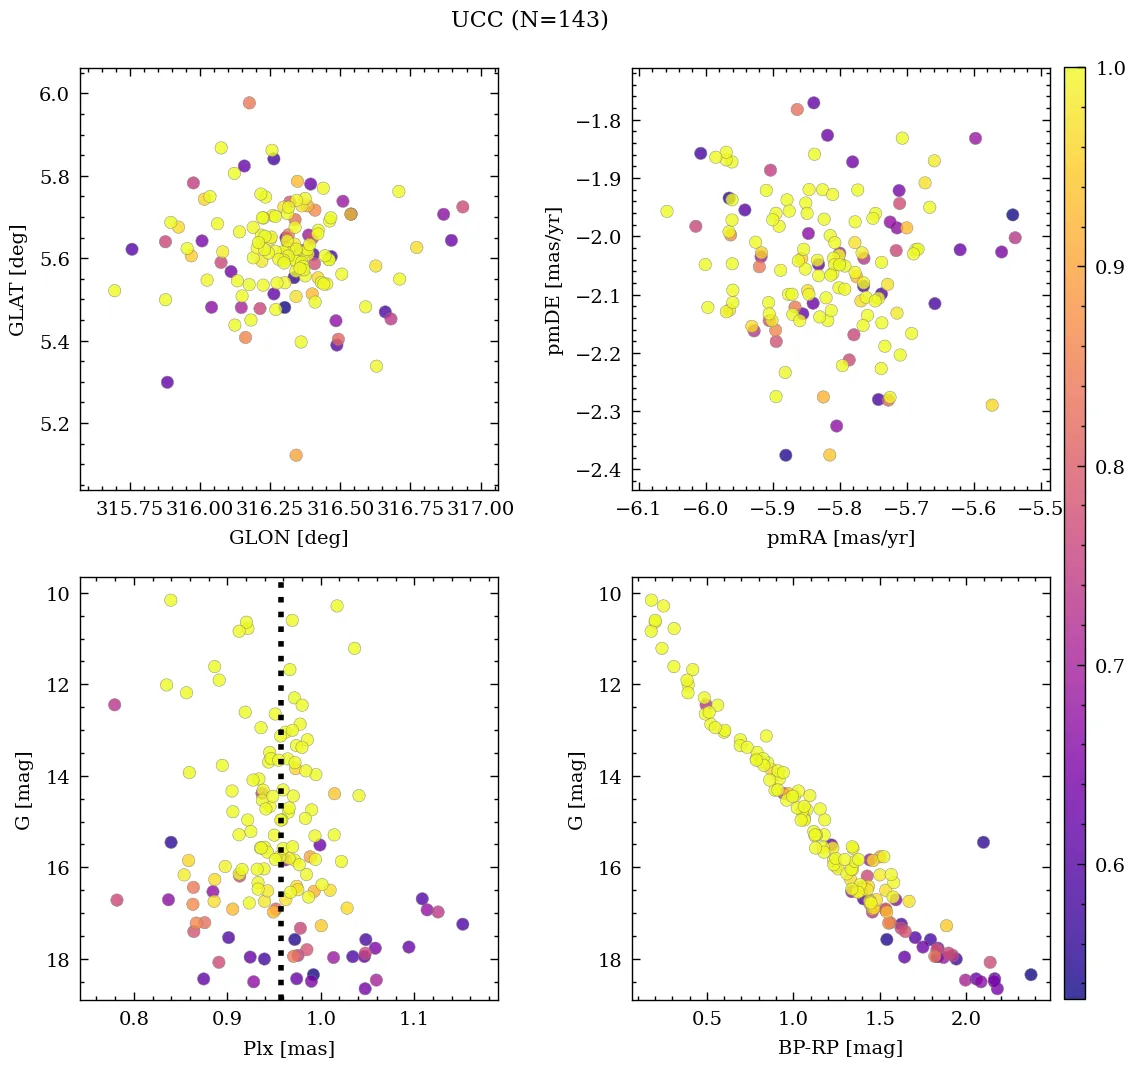 UCC (N=143)
6.0
5.8
5.6
5.4
5.2
GLAT [deg]
315.75 316.00 316.25 316.50 316.75 317.00
GLON [deg]
−1.8
−1.9
−2.0
−2.1
−2.2
−2.3
−2.4
pmDE [mas/yr]
−6.1 −6.0 −5.9 −5.8 −5.7 −5.6 −5.5
pmRA [mas/yr]
1.0
0.9
0.8
0.7
0.6
10
12
14
16
18
G [mag]
0.8 0.9 1.0 1.1
Plx [mas]
10
12
14
16
18
G [mag]
0.5 1.0 1.5 2.0
BP-RP [mag]